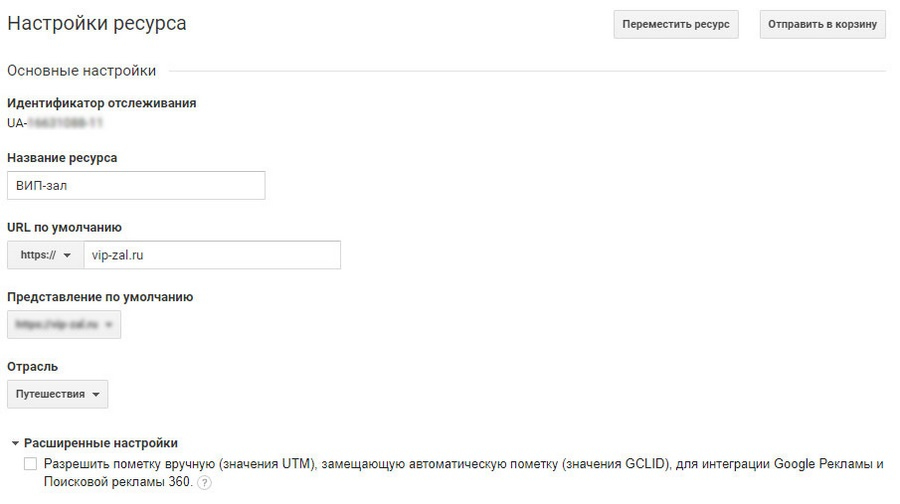 Настройки ресурса
Переместить ресурс
Отправить в корзину
Основные настройки
Идентификатор отслеживания
UA-
Название ресурса
ВИП-зал
URL по умолчанию
https://
vip-zal.ru
Представление по умолчанию
Отрасль
Путешествия
Расширенные настройки
Разрешить пометку вручную (значения UTM), замещающую автоматическую пометку (значения GCLID), для интеграции Google Рекламы и
Поисковой рекламы 360. ?